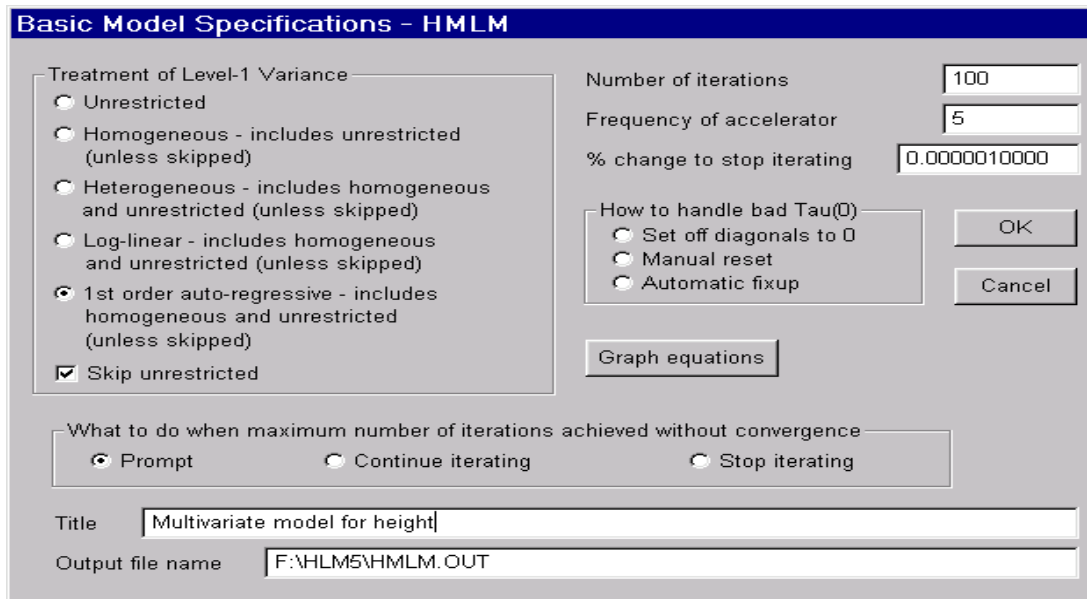 Basic Model Specifications - HMLM
Treatment of Level-1 Variance
Unrestricted
Homogeneous - includes unrestricted
(unless skipped)
Heterogeneous - includes homogeneous
and unrestricted (unless skipped)
Log-linear - includes homogeneous
and unrestricted (unless skipped)
1st order auto-regressive - includes
homogeneous and unrestricted
(unless skipped)
Skip unrestricted
Number of iterations 100
Frequency of accelerator 5
% change to stop iterating 0.0000010000
How to handle bad Tau(0)
Set off diagonals to 0
Manual reset
Automatic fixup
OK
Cancel
Graph equations
What to do when maximum number of iterations achieved without convergence
Prompt Continue iterating Stop iterating
Title Multivariate model for height
Output file name F:\HLM5\HMLM.OUT